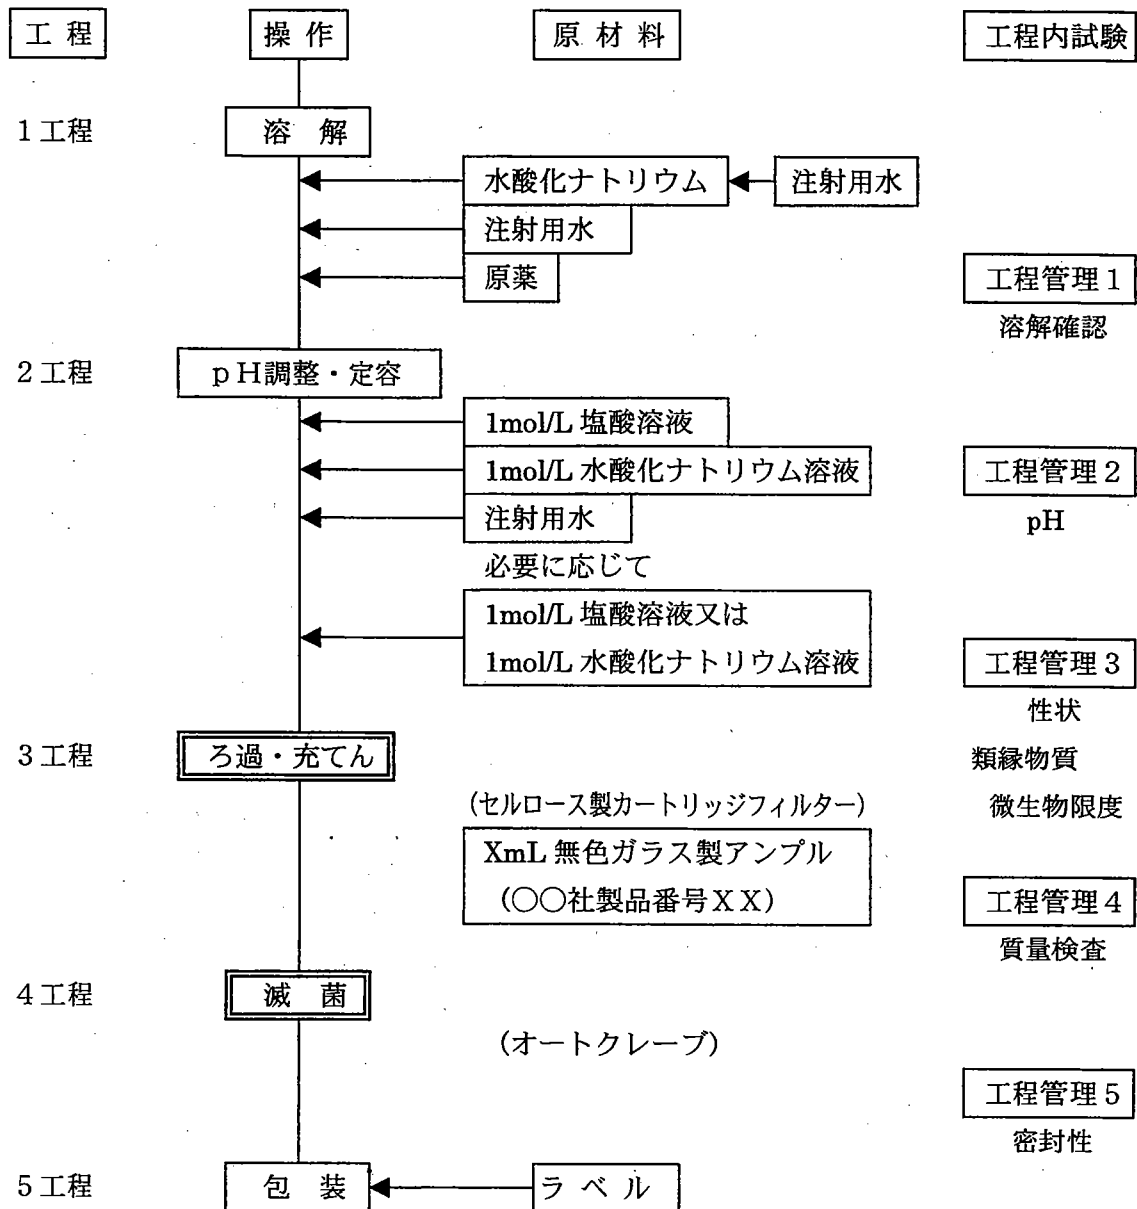 工程 操作 原材料 工程内試験
1工程 溶解
水酸化ナトリウム 注射用水
注射用水
原薬 工程管理1
溶解確認
2工程 pH調整・定容
1mol/L 塩酸溶液
1mol/L 水酸化ナトリウム溶液 工程管理2
注射用水 pH
必要に応じて
1mol/L 塩酸溶液又は
1mol/L 水酸化ナトリウム溶液 工程管理3
性状
3工程 ろ過・充てん 類縁物質
(セルロース製カートリッジフィルター) 微生物限度
XmL 無色ガラス製アンプル
(○○社製品番号XX) 工程管理4
質量検査
4工程 滅菌
(オートクレーブ)
工程管理5
密封性
5工程 包装 ラベル